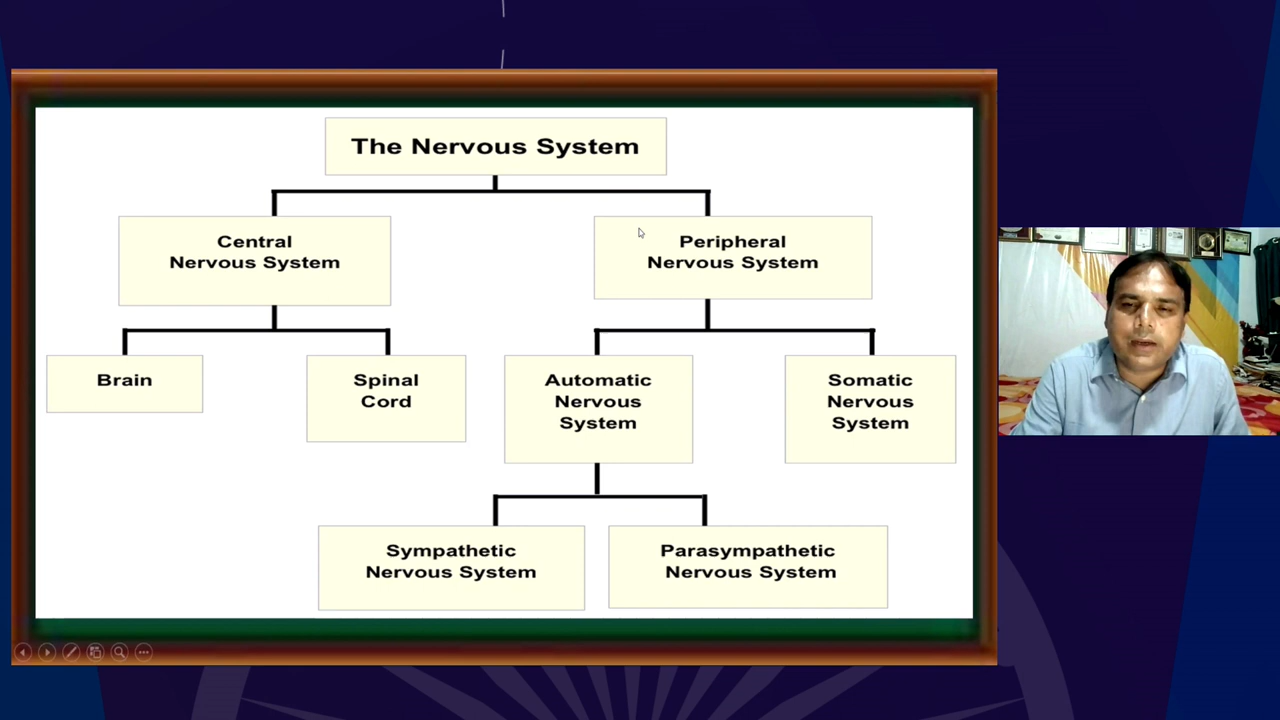 The Nervous System
Central
Nervous System
Peripheral
Nervous System
Brain
Spinal
Cord
Automatic
Nervous
System
Somatic
Nervous
System
Sympathetic
Nervous System
Parasympathetic
Nervous System